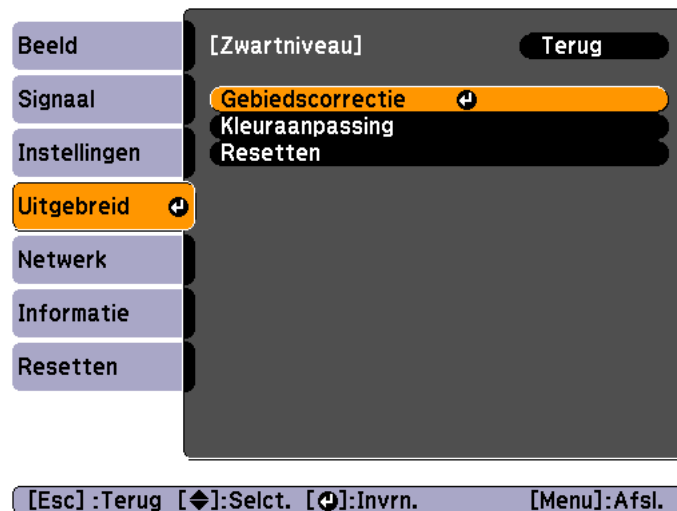 Beeld
Signaal
Instellingen
Uitgebreid
Netwerk
Informatie
Resetten
[Zwartniveau] Terug
Gebiedscorrectie
Kleuraanpassing
Resetten
[Esc] :Terug [◆]:Selct. [↵]:Invrn. [Menu]:Afsl.